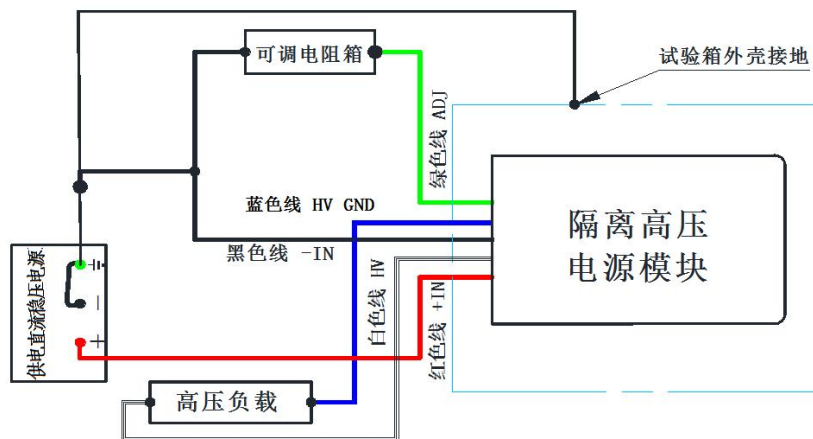 可调电阻箱
试验箱外壳接地
绿色线 ADJ
蓝色线 HV GND
黑色线 -IN
隔离高压
电源模块
供电直流稳压电源
－
＋
白色线 HV
红色线 +IN
高压负载